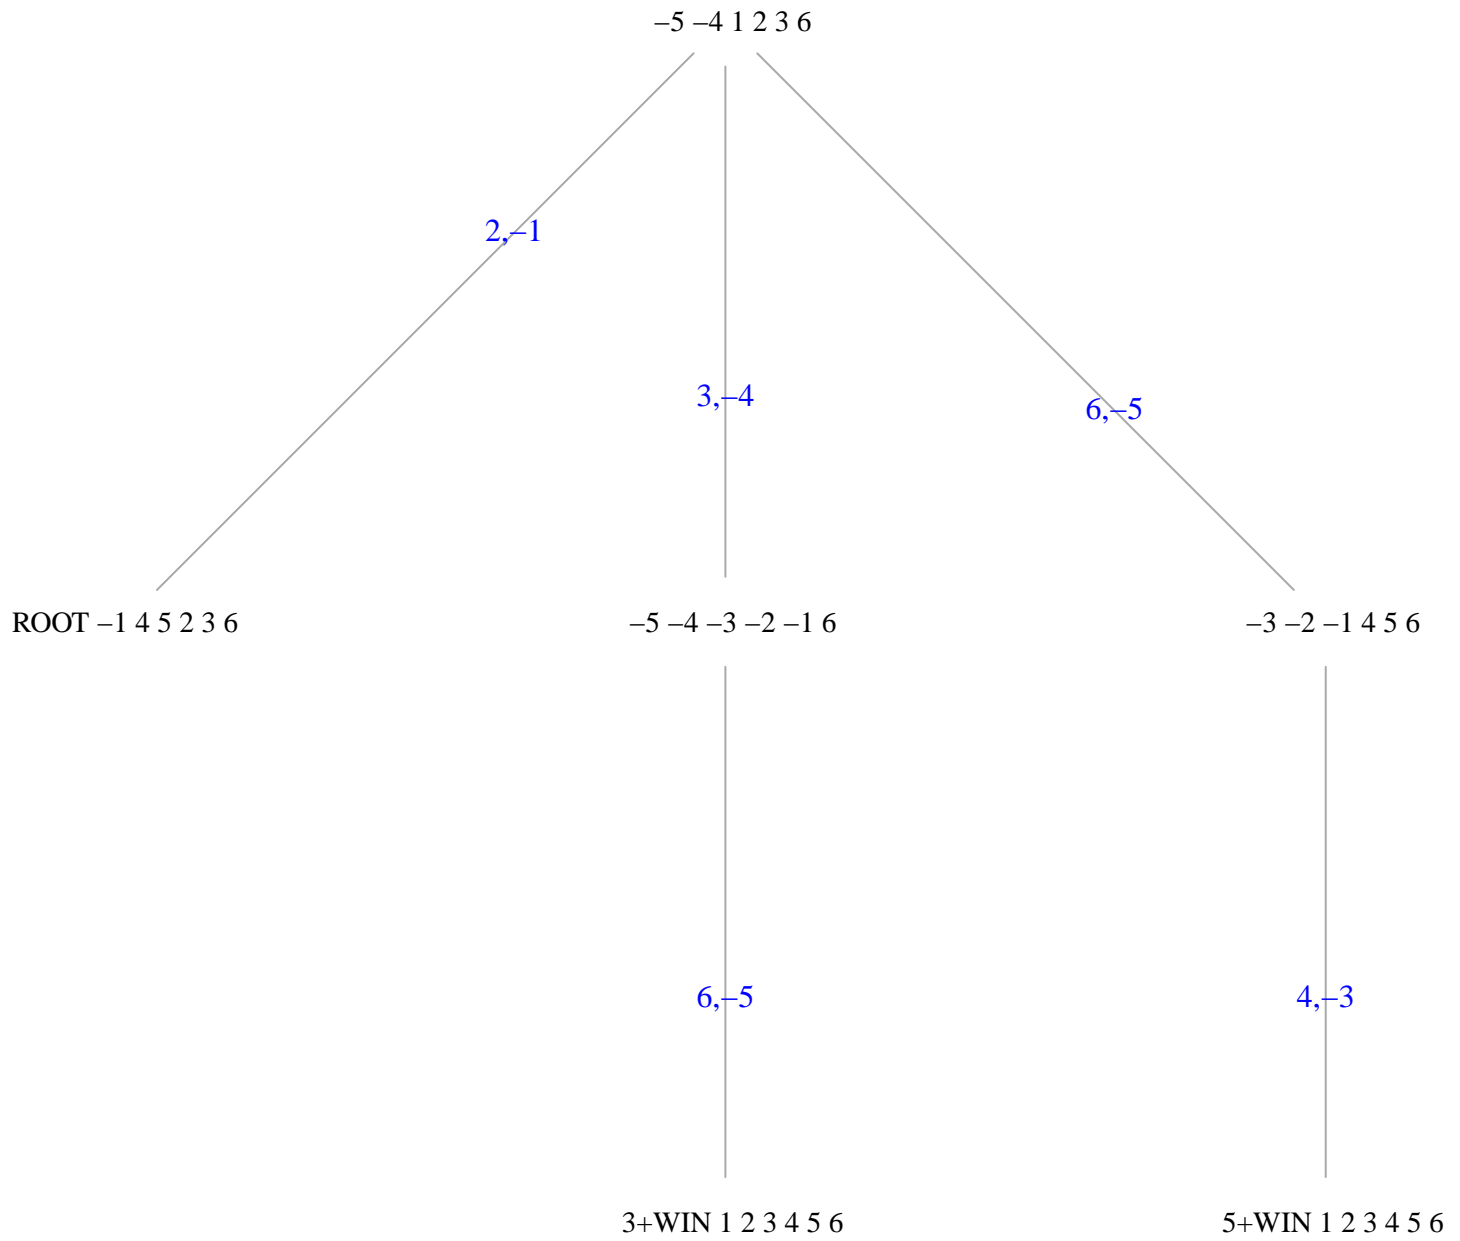 –5 –4 1 2 3 6
2,–1
3,–4
6,–5
ROOT –1 4 5 2 3 6
–5 –4 –3 –2 –1 6
–3 –2 –1 4 5 6
6,–5
4,–3
3+WIN 1 2 3 4 5 6
5+WIN 1 2 3 4 5 6